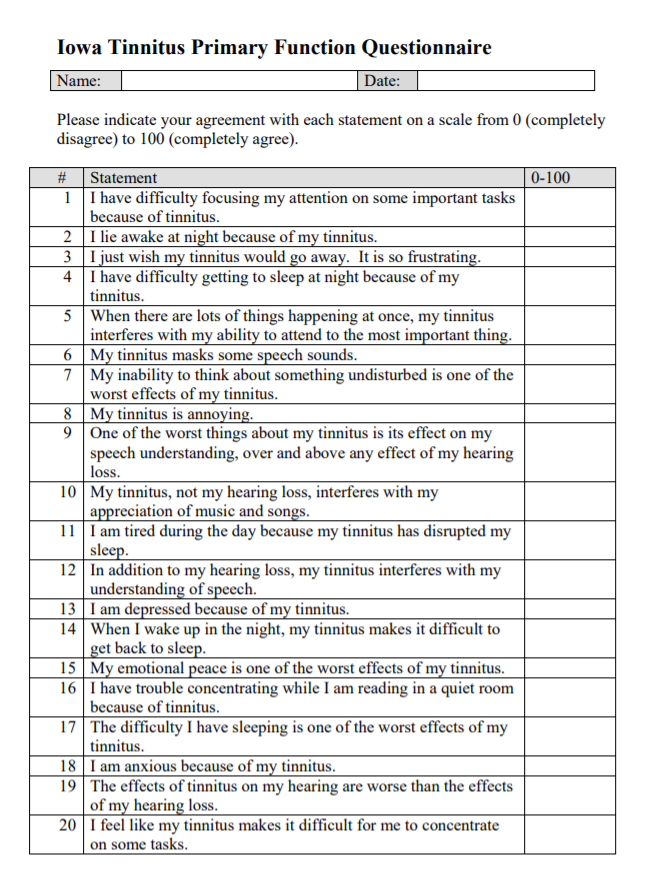 Iowa Tinnitus Primary Function Questionnaire
Name: Date:
Please indicate your agreement with each statement on a scale from 0 (completely
disagree) to 100 (completely agree).
# Statement 0-100
1 I have difficulty focusing my attention on some important tasks
because of tinnitus.
2 I lie awake at night because of my tinnitus.
3 I just wish my tinnitus would go away. It is so frustrating.
4 I have difficulty getting to sleep at night because of my
tinnitus.
5 When there are lots of things happening at once, my tinnitus
interferes with my ability to attend to the most important thing.
6 My tinnitus masks some speech sounds.
7 My inability to think about something undisturbed is one of the
worst effects of my tinnitus.
8 My tinnitus is annoying.
9 One of the worst things about my tinnitus is its effect on my
speech understanding, over and above any effect of my hearing
loss.
10 My tinnitus, not my hearing loss, interferes with my
appreciation of music and songs.
11 I am tired during the day because my tinnitus has disrupted my
sleep.
12 In addition to my hearing loss, my tinnitus interferes with my
understanding of speech.
13 I am depressed because of my tinnitus.
14 When I wake up in the night, my tinnitus makes it difficult to
get back to sleep.
15 My emotional peace is one of the worst effects of my tinnitus.
16 I have trouble concentrating while I am reading in a quiet room
because of tinnitus.
17 The difficulty I have sleeping is one of the worst effects of my
tinnitus.
18 I am anxious because of my tinnitus.
19 The effects of tinnitus on my hearing are worse than the effects
of my hearing loss.
20 I feel like my tinnitus makes it difficult for me to concentrate
on some tasks.